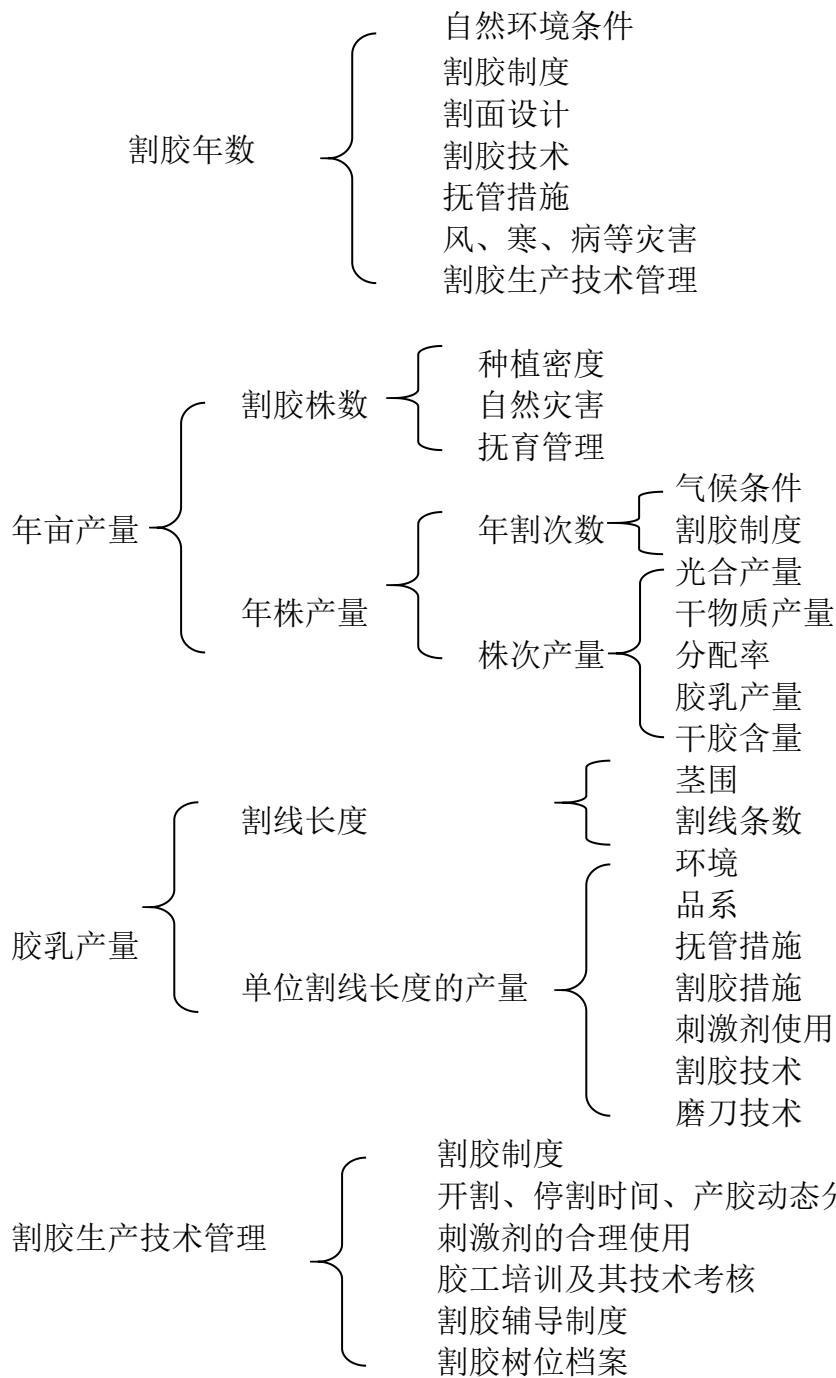 自然环境条件
割胶制度
割面设计
割胶年数
割胶技术
抚管措施
风、寒、病等灾害
割胶生产技术管理
种植密度
割胶株数
自然灾害
抚育管理
气候条件
年亩产量
年割次数
割胶制度
光合产量
年株产量
干物质产量
株次产量
分配率
胶乳产量
干胶含量
茎围
割线长度
割线条数
环境
品系
胶乳产量
抚管措施
单位割线长度的产量
割胶措施
刺激剂使用
割胶技术
磨刀技术
割胶制度
开割、停割时间、产胶动态
割胶生产技术管理
刺激剂的合理使用
胶工培训及其技术考核
割胶辅导制度
割胶树位档案